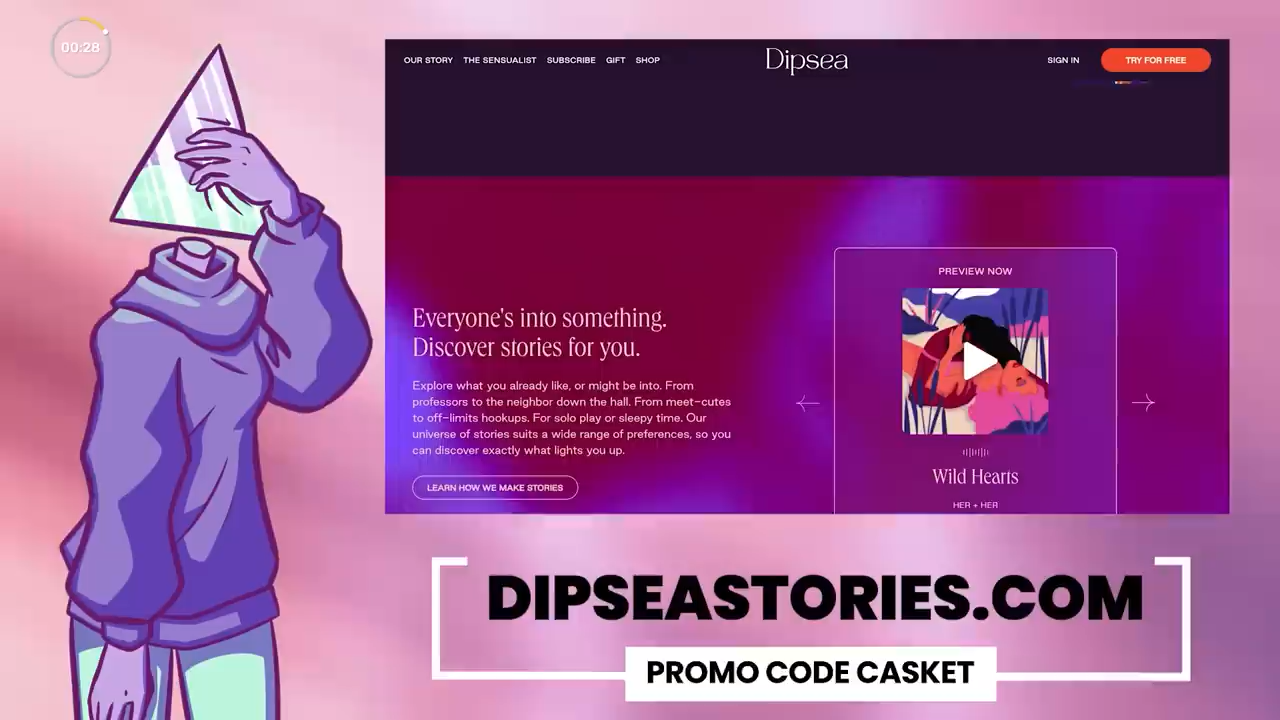 00:28
OUR STORY THE SENSUALIST SUBSCRIBE GIFT SHOP Dipsea SIGN IN TRY FOR FREE
Everyone's into something.
Discover stories for you.
Explore what you already like, or might be into. From
professors to the neighbor down the hall. From meet-cutes
to off-limits hookups. For solo play or sleepy time. Our
universe of stories suits a wide range of preferences, so you
can discover exactly what lights you up.
LEARN HOW WE MAKE STORIES
PREVIEW NOW
Wild Hearts
HER + HER
DIPSEASTORIES.COM
PROMO CODE CASKET